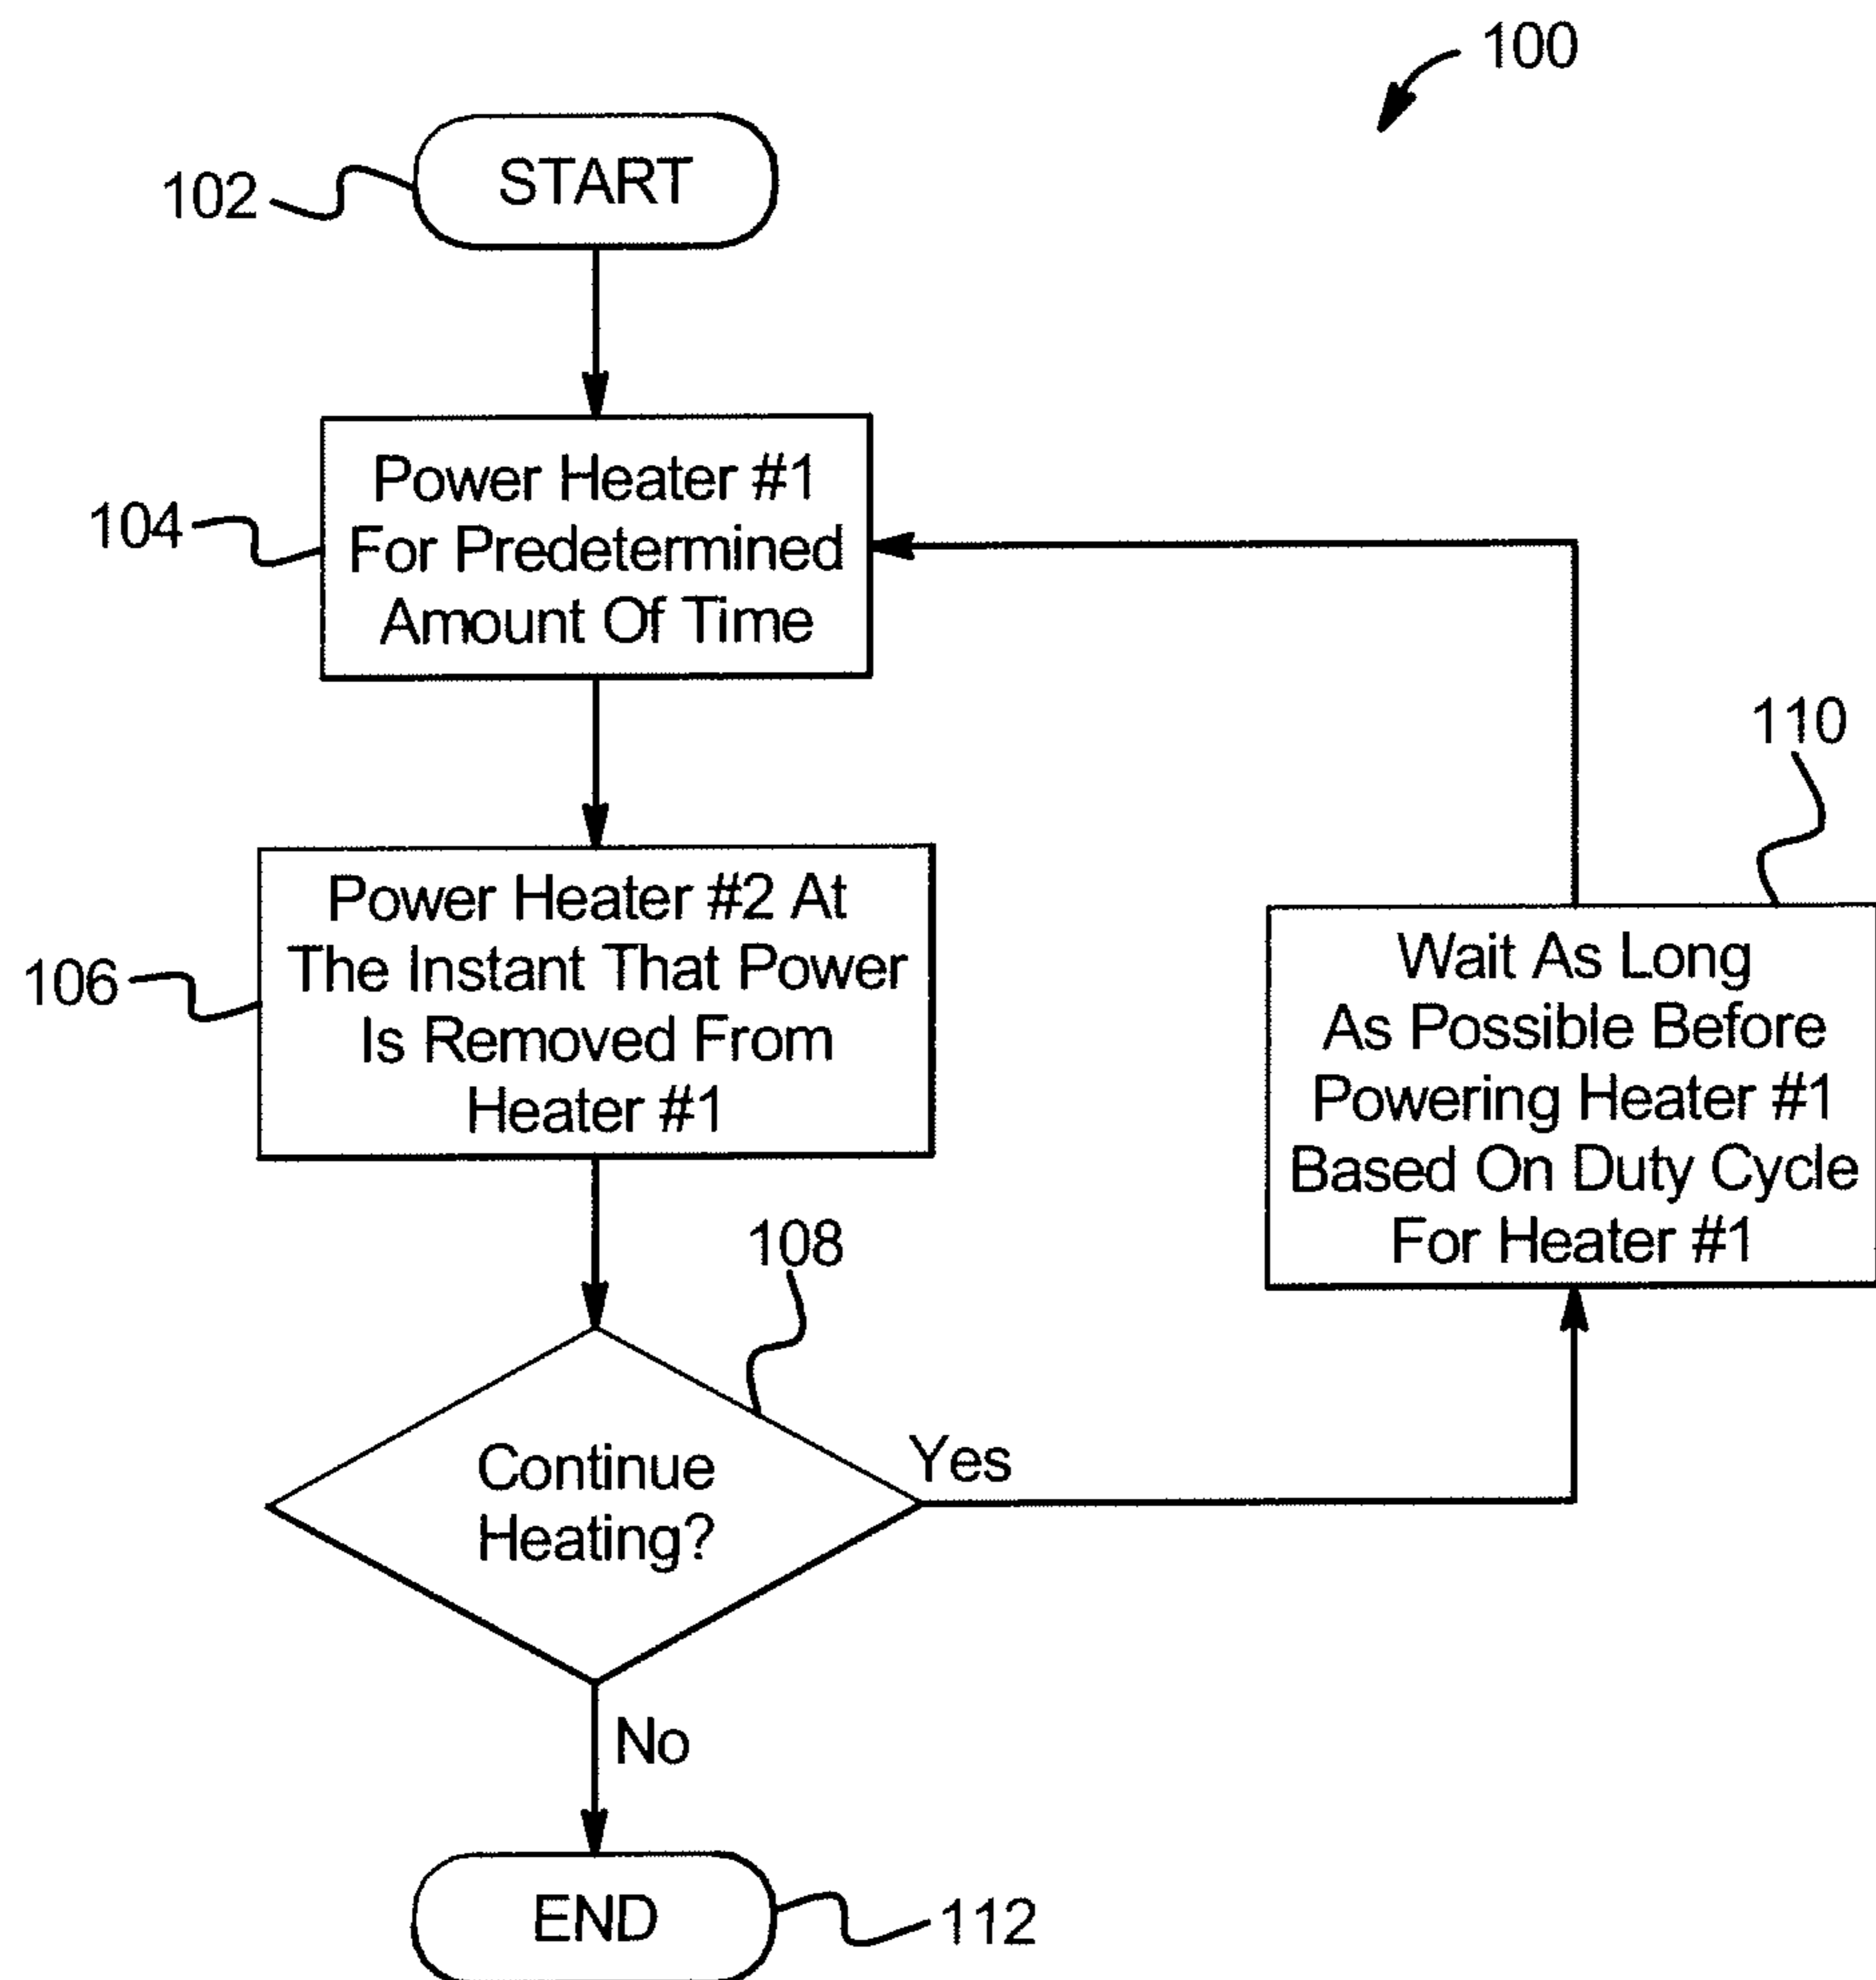 100
102
START
104
Power Heater #1
For Predetermined
Amount Of Time
106
Power Heater #2 At
The Instant That Power
Is Removed From
Heater #1
108
Continue
Heating?
Yes
110
Wait As Long
As Possible Before
Powering Heater #1
Based On Duty Cycle
For Heater #1
No
END
112